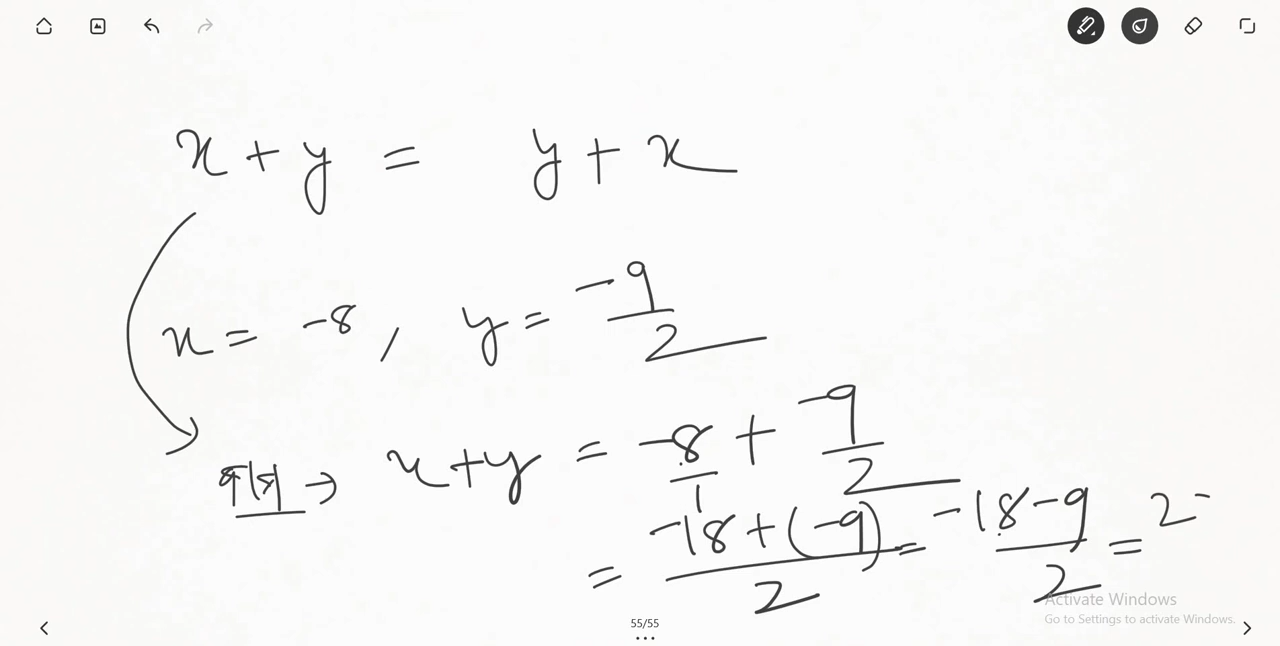 x + y = y + x
x = -8, y = -9/2
বাম → x+y = -8/1 + -9/2
= -18+(-9)/2 = -18-9/2 = 2
Activate Windows
Go to Settings to activate Windows.
55/55